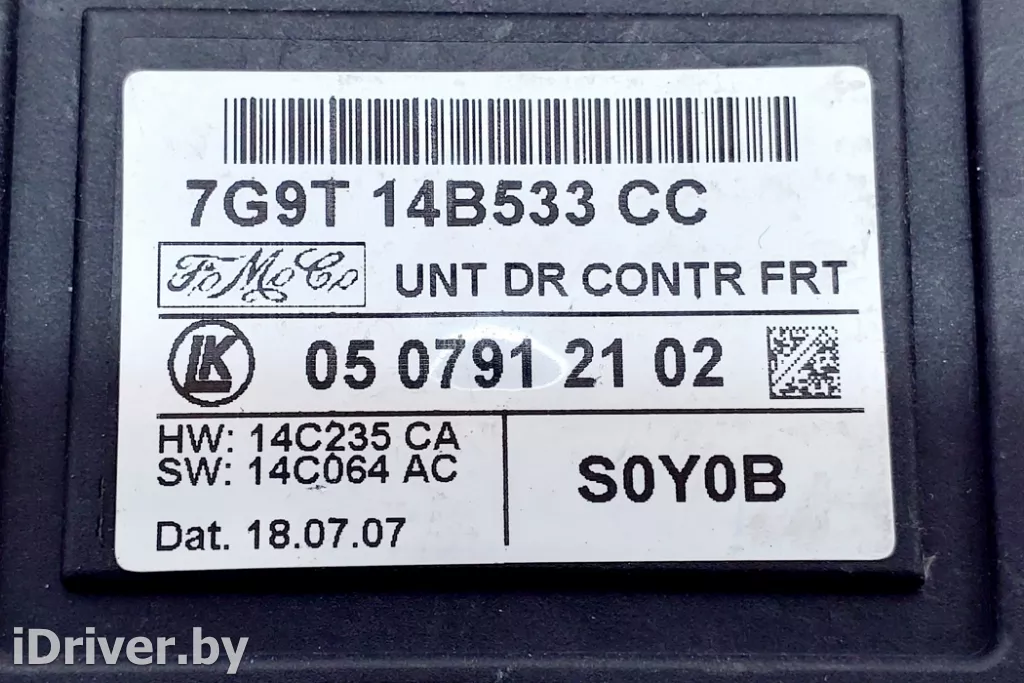 7G9T 14B533 CC
FoMoCo UNT DR CONTR FRT
LK 05 0791 21 02
HW: 14C235 CA
SW: 14C064 AC
S0Y0B
Dat. 18.07.07
iDriver.by